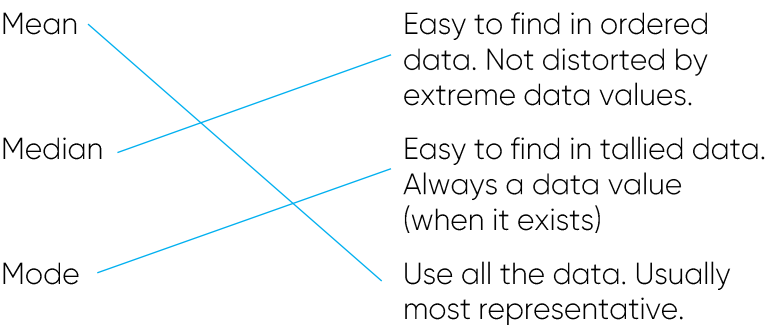 Mean
Easy to find in ordered
data. Not distorted by
extreme data values.
Median
Easy to find in tallied data.
Always a data value
(when it exists)
Mode
Use all the data. Usually
most representative.